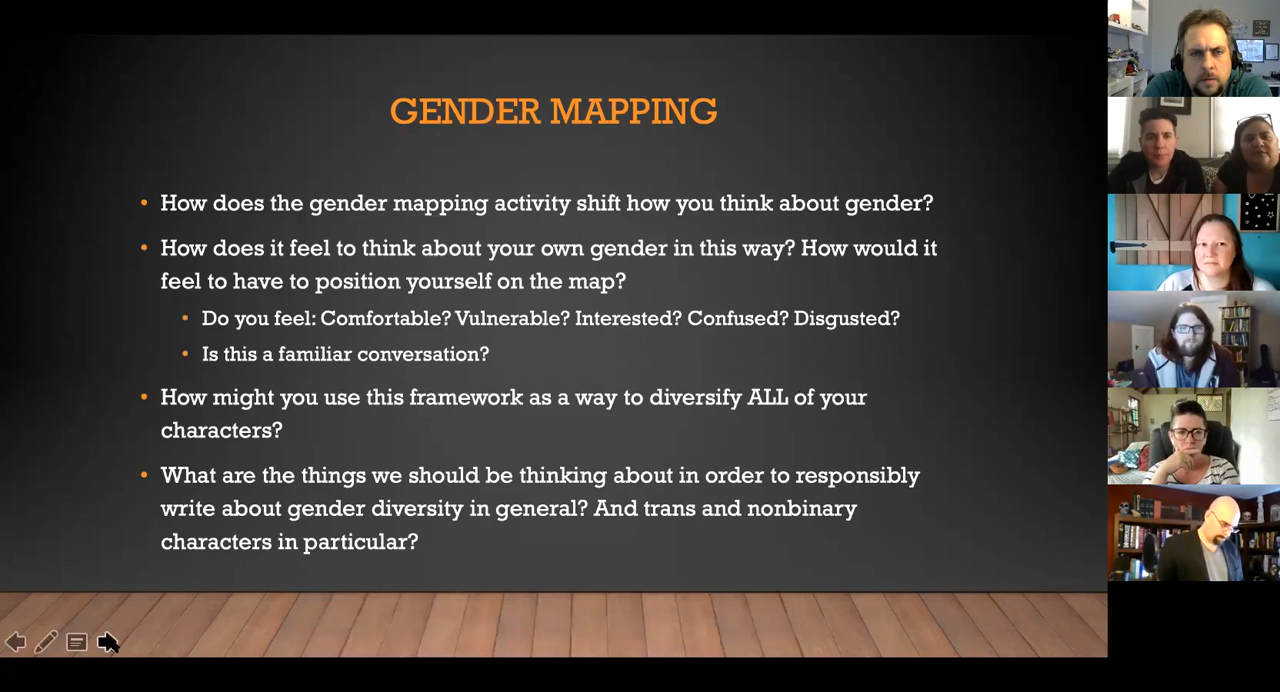 GENDER MAPPING
• How does the gender mapping activity shift how you think about gender?
• How does it feel to think about your own gender in this way? How would it
feel to have to position yourself on the map?
• Do you feel: Comfortable? Vulnerable? Interested? Confused? Disgusted?
• Is this a familiar conversation?
• How might you use this framework as a way to diversify ALL of your
characters?
• What are the things we should be thinking about in order to responsibly
write about gender diversity in general? And trans and nonbinary
characters in particular?